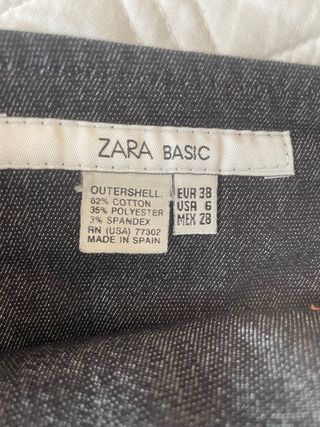 ZARA BASIC
OUTERSHELL.
62% COTTON
35% POLYESTER
3% SPANDEX
RN (USA) 77302
MADE IN SPAIN
EUR 38
USA 6
MEX 28